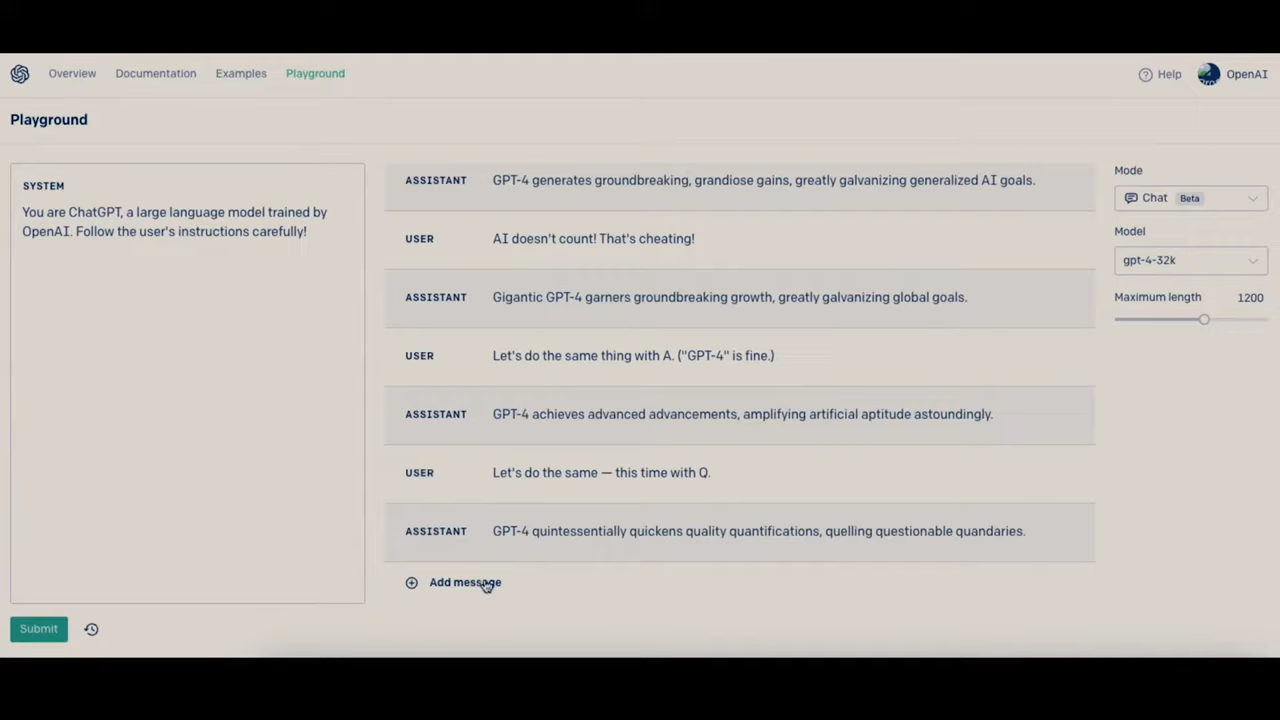 Overview Documentation Examples Playground Help OpenAI
Playground
SYSTEM
You are ChatGPT, a large language model trained by
OpenAI. Follow the user's instructions carefully!
ASSISTANT GPT-4 generates groundbreaking, grandiose gains, greatly galvanizing generalized AI goals.
USER AI doesn't count! That's cheating!
ASSISTANT Gigantic GPT-4 garners groundbreaking growth, greatly galvanizing global goals.
USER Let's do the same thing with A. ("GPT-4" is fine.)
ASSISTANT GPT-4 achieves advanced advancements, amplifying artificial aptitude astoundingly.
USER Let's do the same — this time with Q.
ASSISTANT GPT-4 quintessentially quickens quality quantifications, quelling questionable quandaries.
Add message
Submit
Mode
Chat Beta
Model
gpt-4-32k
Maximum length 1200